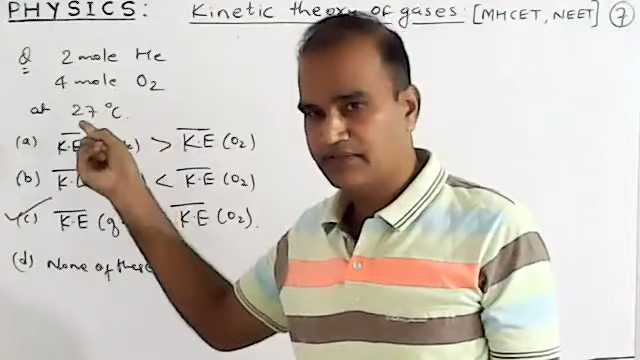 PHYSICS: Kinetic theory of gases: [MHCET, NEET] 7
Q 2 mole He
4 mole O2
at 27 °C.
(a) K.E > K.E (O2)
(b) K.E < K.E (O2)
(c) K.E K.E (O2).
(d) None of these